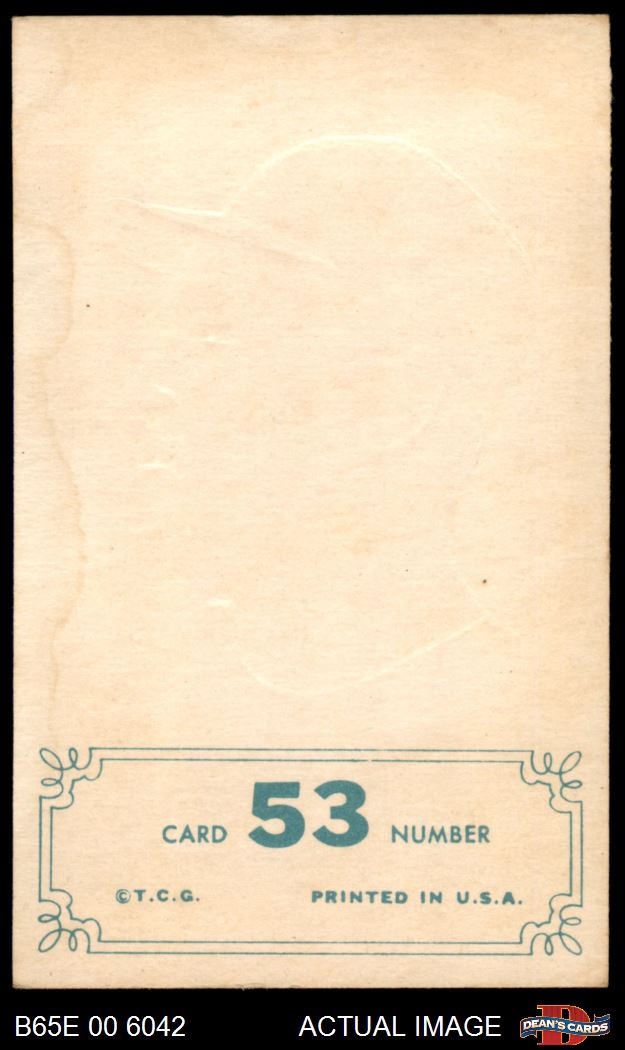 CARD 53 NUMBER
©T.C.G. PRINTED IN U.S.A.
B65E 00 6042 ACTUAL IMAGE DEAN'S CARDS